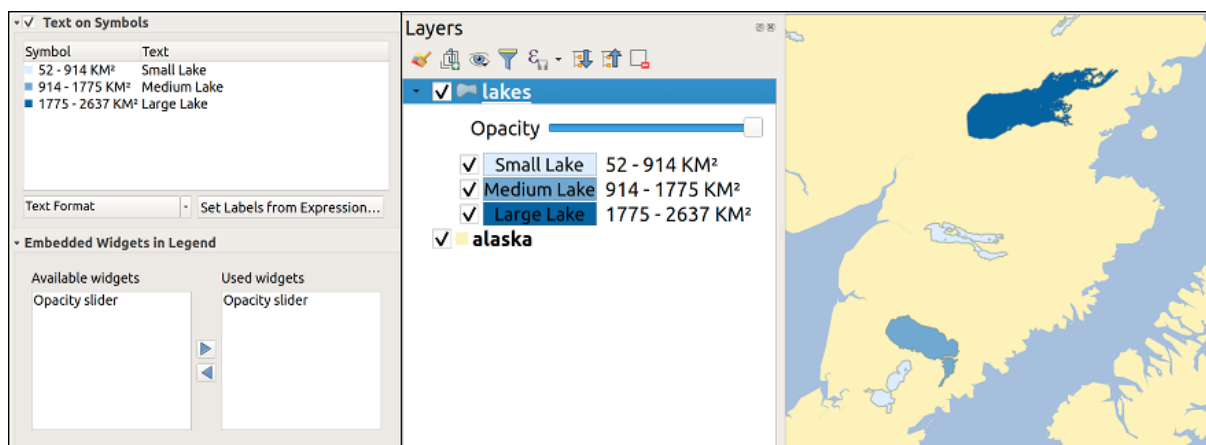 Text on Symbols
Symbol Text
52 - 914 KM² Small Lake
914 - 1775 KM² Medium Lake
1775 - 2637 KM² Large Lake
Text Format
Set Labels from Expression...
Embedded Widgets in Legend
Available widgets
Opacity slider
Used widgets
Opacity slider
Layers
lakes
Opacity
Small Lake 52 - 914 KM²
Medium Lake 914 - 1775 KM²
Large Lake 1775 - 2637 KM²
alaska